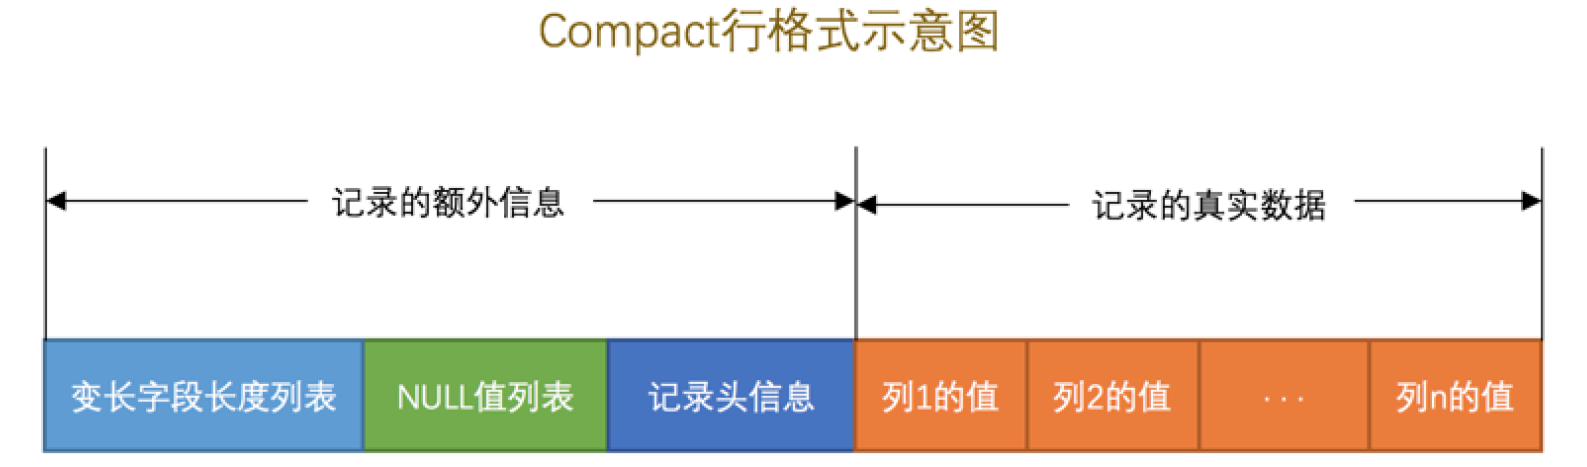 Compact行格式示意图
记录的额外信息 记录的真实数据
变长字段长度列表 NULL值列表 记录头信息 列1的值 列2的值 ... 列n的值